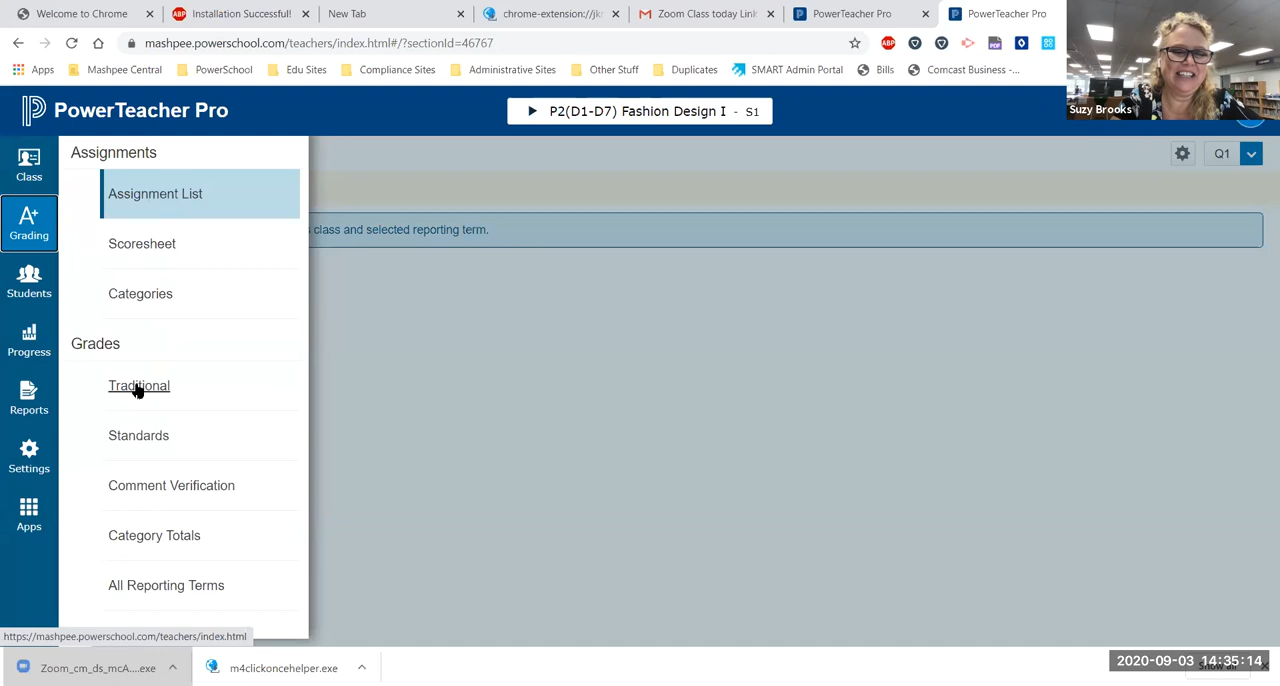 Welcome to Chrome
Installation Successful!
New Tab
chrome-extension://jkr
Zoom Class today Link
PowerTeacher Pro
PowerTeacher Pro
mashpee.powerschool.com/teachers/index.html#/?sectionId=46767
ABP
PDF
Apps
Mashpee Central
PowerSchool
Edu Sites
Compliance Sites
Administrative Sites
Other Stuff
Duplicates
SMART Admin Portal
Bills
Comcast Business -...
Suzy Brooks
PowerTeacher Pro
P2(D1-D7) Fashion Design I - S1
Class
Grading
Students
Progress
Reports
Settings
Apps
Assignments
Assignment List
Scoresheet
Categories
Grades
Traditional
Standards
Comment Verification
Category Totals
All Reporting Terms
Q1
class and selected reporting term.
https://mashpee.powerschool.com/teachers/index.html
Zoom_cm_ds_mcA....exe
m4clickoncehelper.exe
2020-09-03 14:35:14
Show all